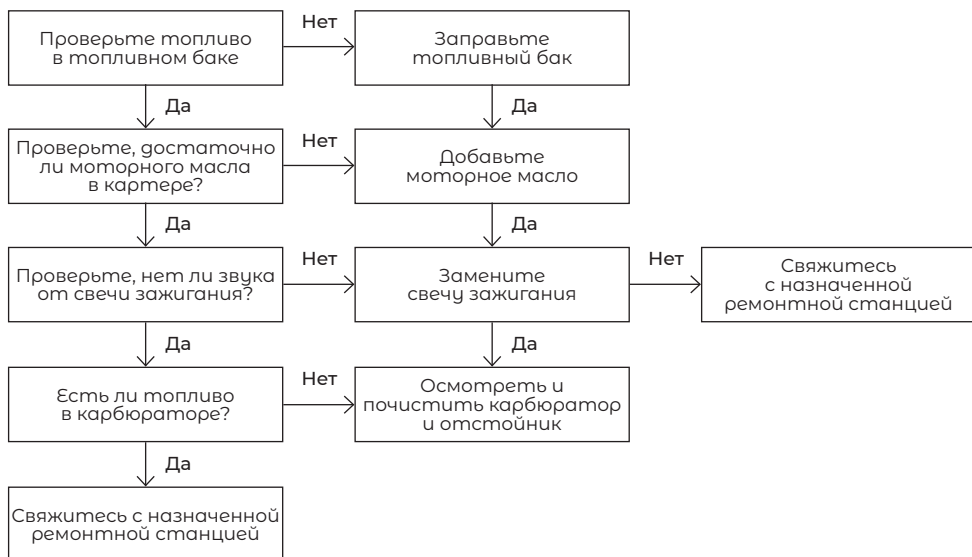 Проверьте топливо
в топливном баке
Нет
Заправьте
топливный бак
Да
Да
Проверьте, достаточно
ли моторного масла
в картере?
Нет
Добавьте
моторное масло
Да
Да
Проверьте, нет ли звука
от свечи зажигания?
Нет
Замените
свечу зажигания
Нет
Свяжитесь
с назначенной
ремонтной станцией
Да
Да
Есть ли топливо
в карбюраторе?
Нет
Осмотреть и
почистить карбюратор
и отстойник
Да
Свяжитесь с назначенной
ремонтной станцией